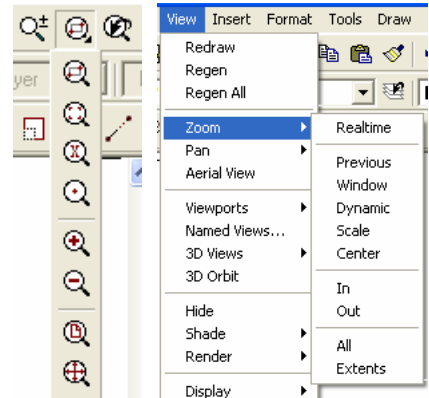 yer
View Insert Format Tools Draw
Redraw
Regen
Regen All
Zoom
Pan
Aerial View
Viewports
Named Views...
3D Views
3D Orbit
Hide
Shade
Render
Display
Realtime
Previous
Window
Dynamic
Scale
Center
In
Out
All
Extents